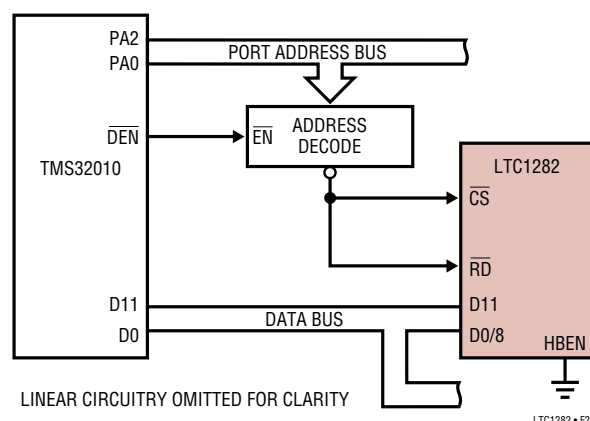 PA2
PORT ADDRESS BUS
PA0
ADDRESS
DECODE
DEN
EN
TMS32010
LTC1282
CS
RD
D11
D11
DATA BUS
D0
D0/8
HBEN
LINEAR CIRCUITRY OMITTED FOR CLARITY